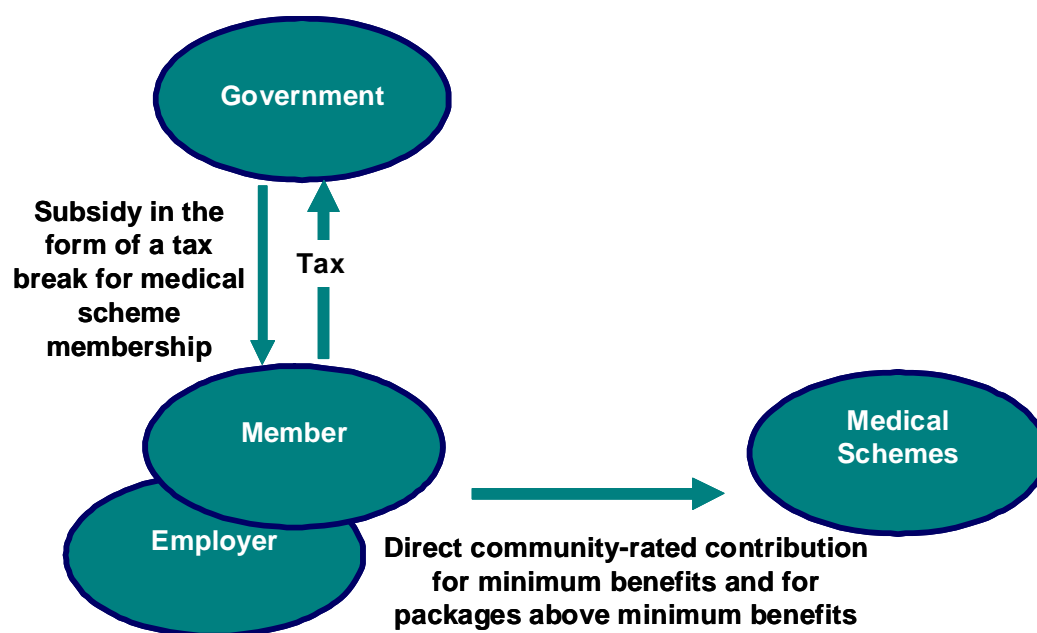 Government
Subsidy in the
form of a tax
break for medical
scheme
membership
Tax
Member
Medical
Schemes
Employer
Direct community-rated contribution
for minimum benefits and for
packages above minimum benefits